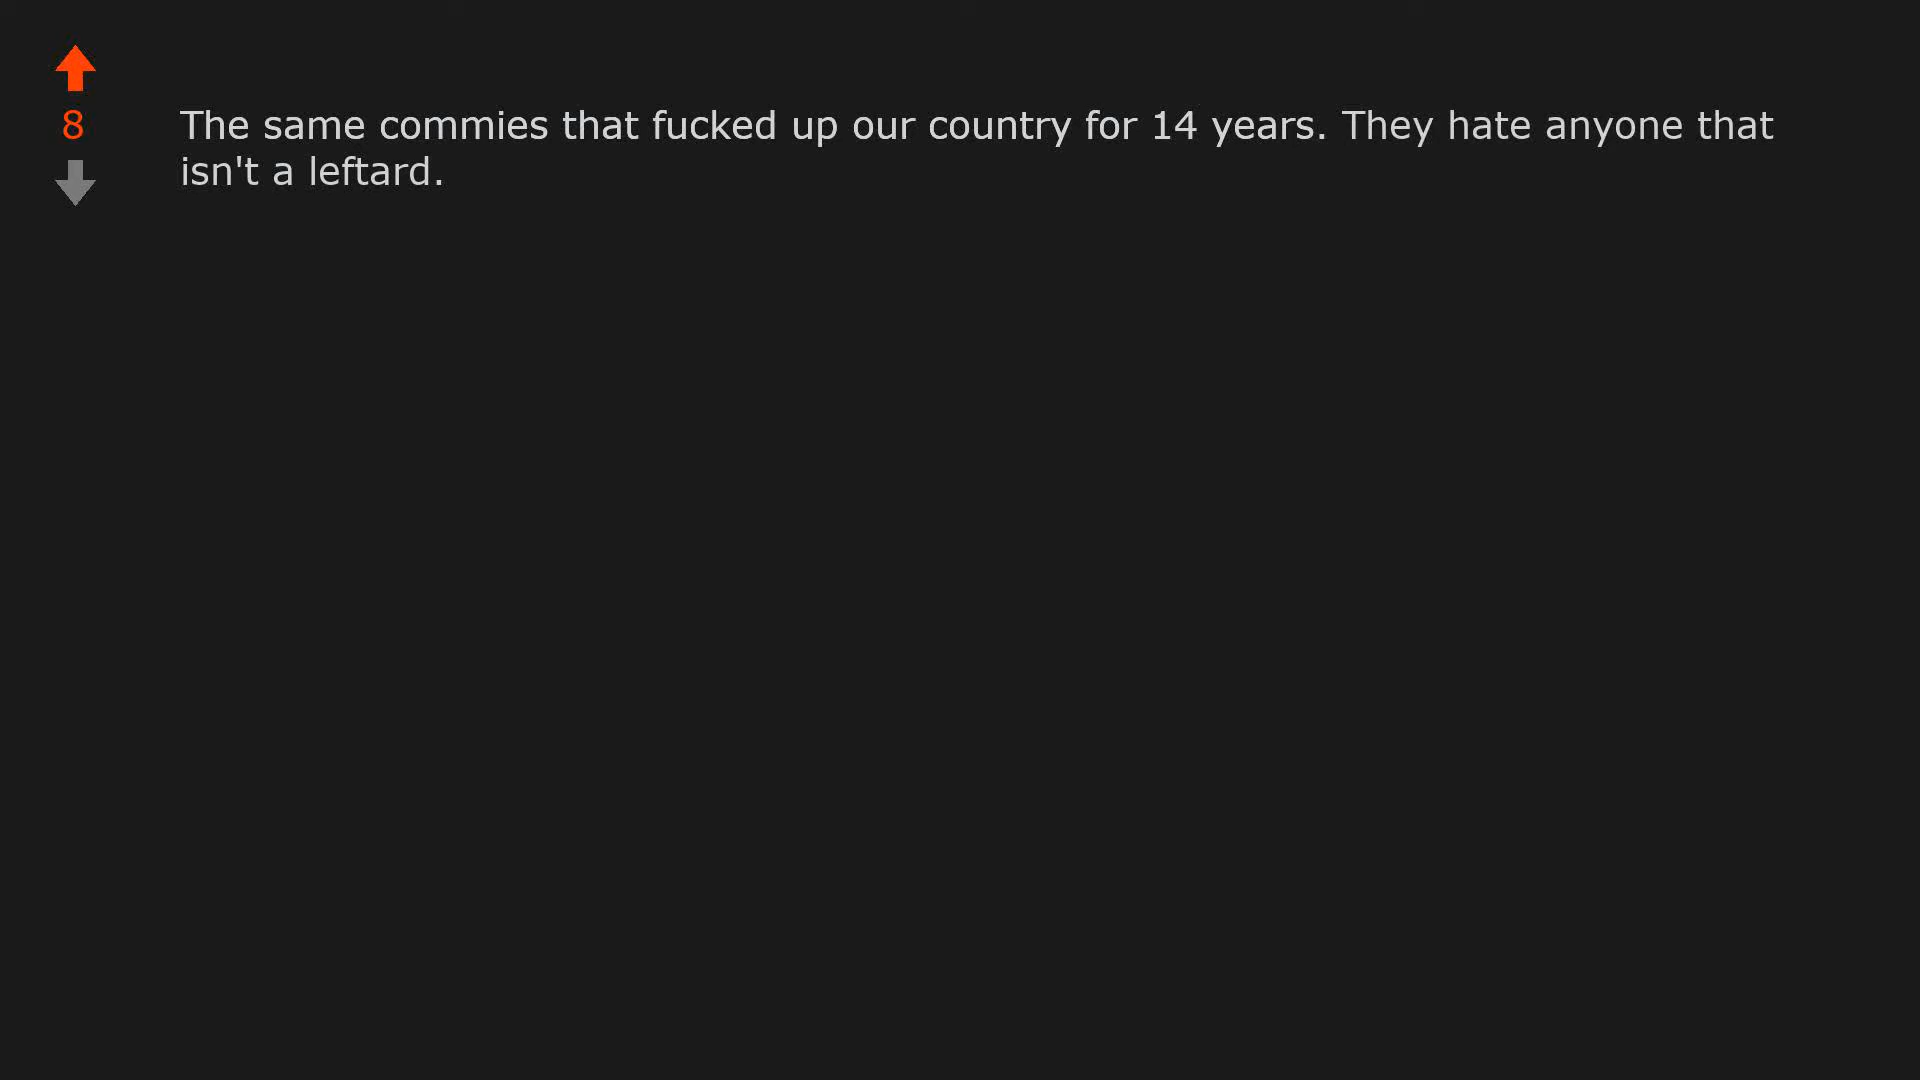 8
The same commies that fucked up our country for 14 years. They hate anyone that
isn't a leftard.